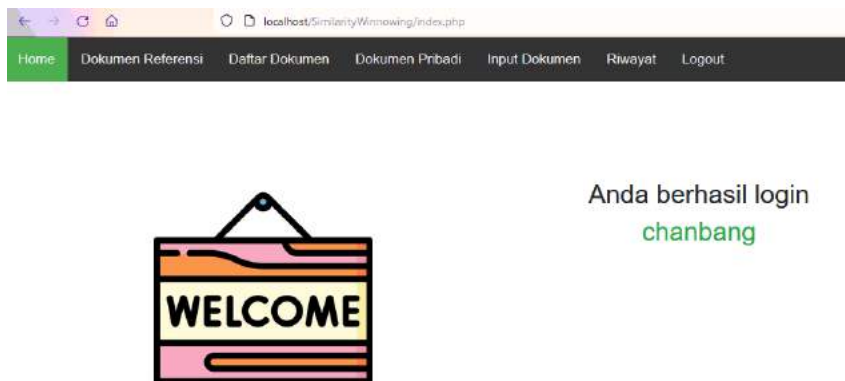 localhost/SimilarityWinnowing/index.php
Home Dokumen Referensi Daftar Dokumen Dokumen Pribadi Input Dokumen Riwayat Logout
Anda berhasil login
chanbang
WELCOME